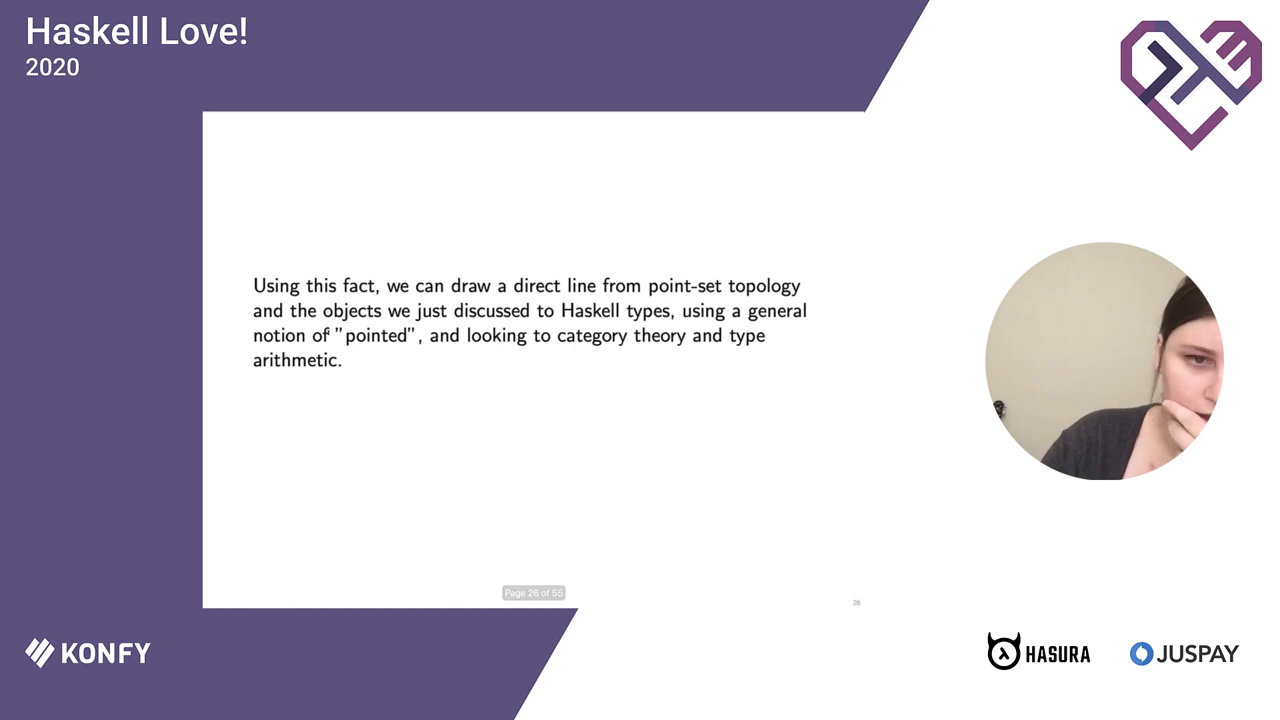 Haskell Love!
2020
Using this fact, we can draw a direct line from point-set topology
and the objects we just discussed to Haskell types, using a general
notion of "pointed", and looking to category theory and type
arithmetic.
Page 26 of 55
26
KONFY
HASURA
JUSPAY